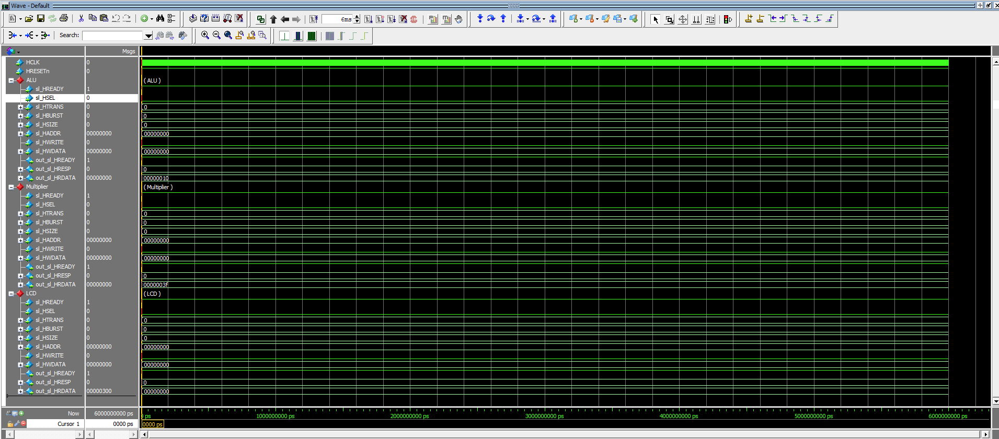 Wave - Default
6ms
Search:
Msgs
HCLK 0
HRESETn 0
ALU ( ALU )
sl_HREADY 1
sl_HSEL 0
sl_HTRANS 0 0
sl_HBURST 0 0
sl_HSIZE 0 0
sl_HADDR 00000000 00000000
sl_HWRITE 0
sl_HWDATA 00000000 00000000
out_sl_HREADY 1
out_sl_HRESP 0 0
out_sl_HRDATA 00000000 00000010
Multiplier ( Multiplier )
sl_HREADY 1
sl_HSEL 0
sl_HTRANS 0 0
sl_HBURST 0 0
sl_HSIZE 0 0
sl_HADDR 00000000 00000000
sl_HWRITE 0
sl_HWDATA 00000000 00000000
out_sl_HREADY 1
out_sl_HRESP 0 0
out_sl_HRDATA 00000000 0000003f
LCD ( LCD )
sl_HREADY 1
sl_HSEL 0
sl_HTRANS 0 0
sl_HBURST 0 0
sl_HSIZE 0 0
sl_HADDR 00000000 00000000
sl_HWRITE 0
sl_HWDATA 00000000 00000000
out_sl_HREADY 1
out_sl_HRESP 0 0
out_sl_HRDATA 00000300 00000000
Now 6000000000 ps 0 ps 1000000000 ps 2000000000 ps 3000000000 ps 4000000000 ps 5000000000 ps 6000000000 ps
Cursor 1 0000 ps 0000 ps